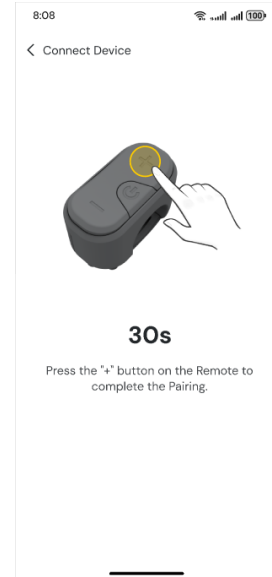 8:08
100
Connect Device
30s
Press the "+" button on the Remote to
complete the Pairing.